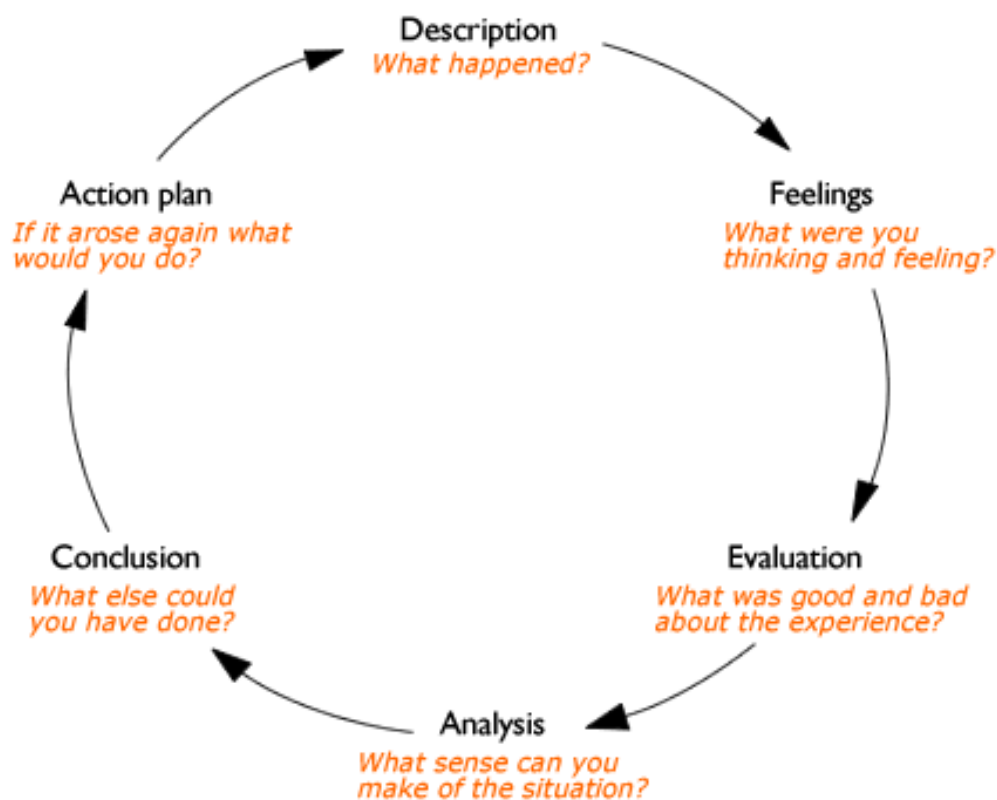 Description
What happened?
Feelings
What were you
thinking and feeling?
Evaluation
What was good and bad
about the experience?
Analysis
What sense can you
make of the situation?
Conclusion
What else could
you have done?
Action plan
If it arose again what
would you do?